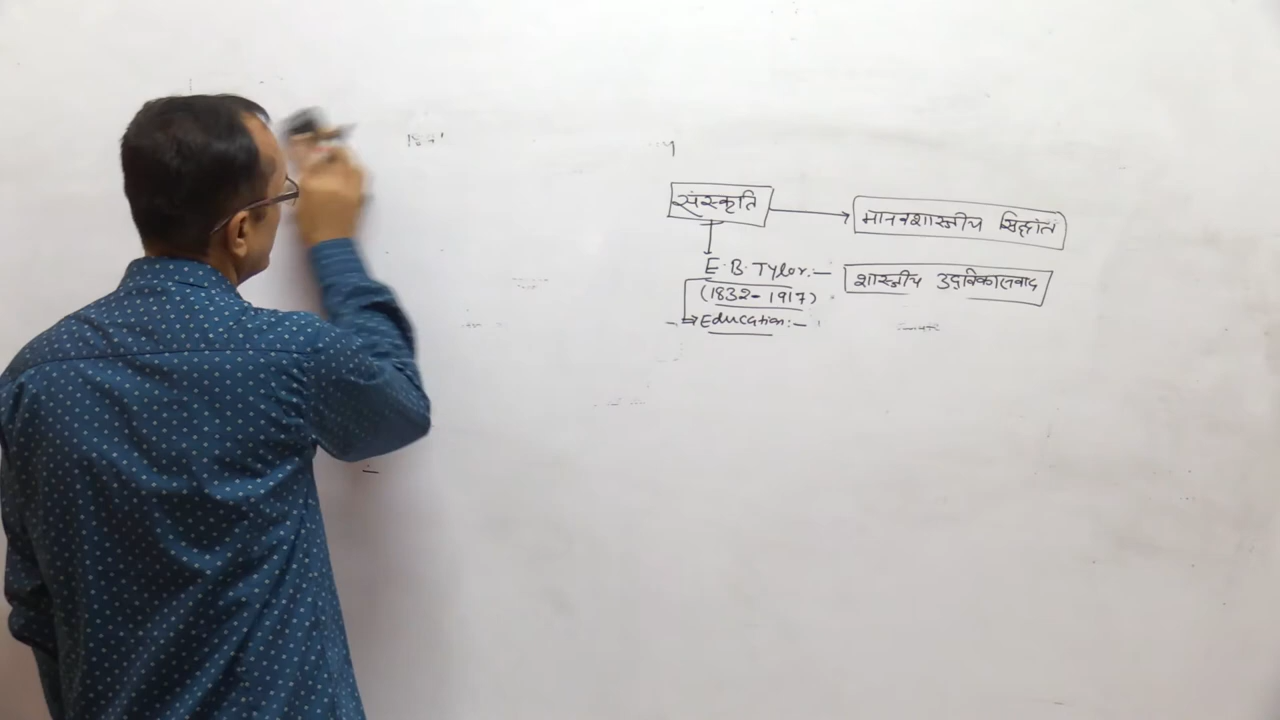 संस्कृति
मानवशास्त्रीय सिद्धांत
E. B. Tylor:—
शास्त्रीय उद्विकासवाद
(1832- 1917)
Education:—